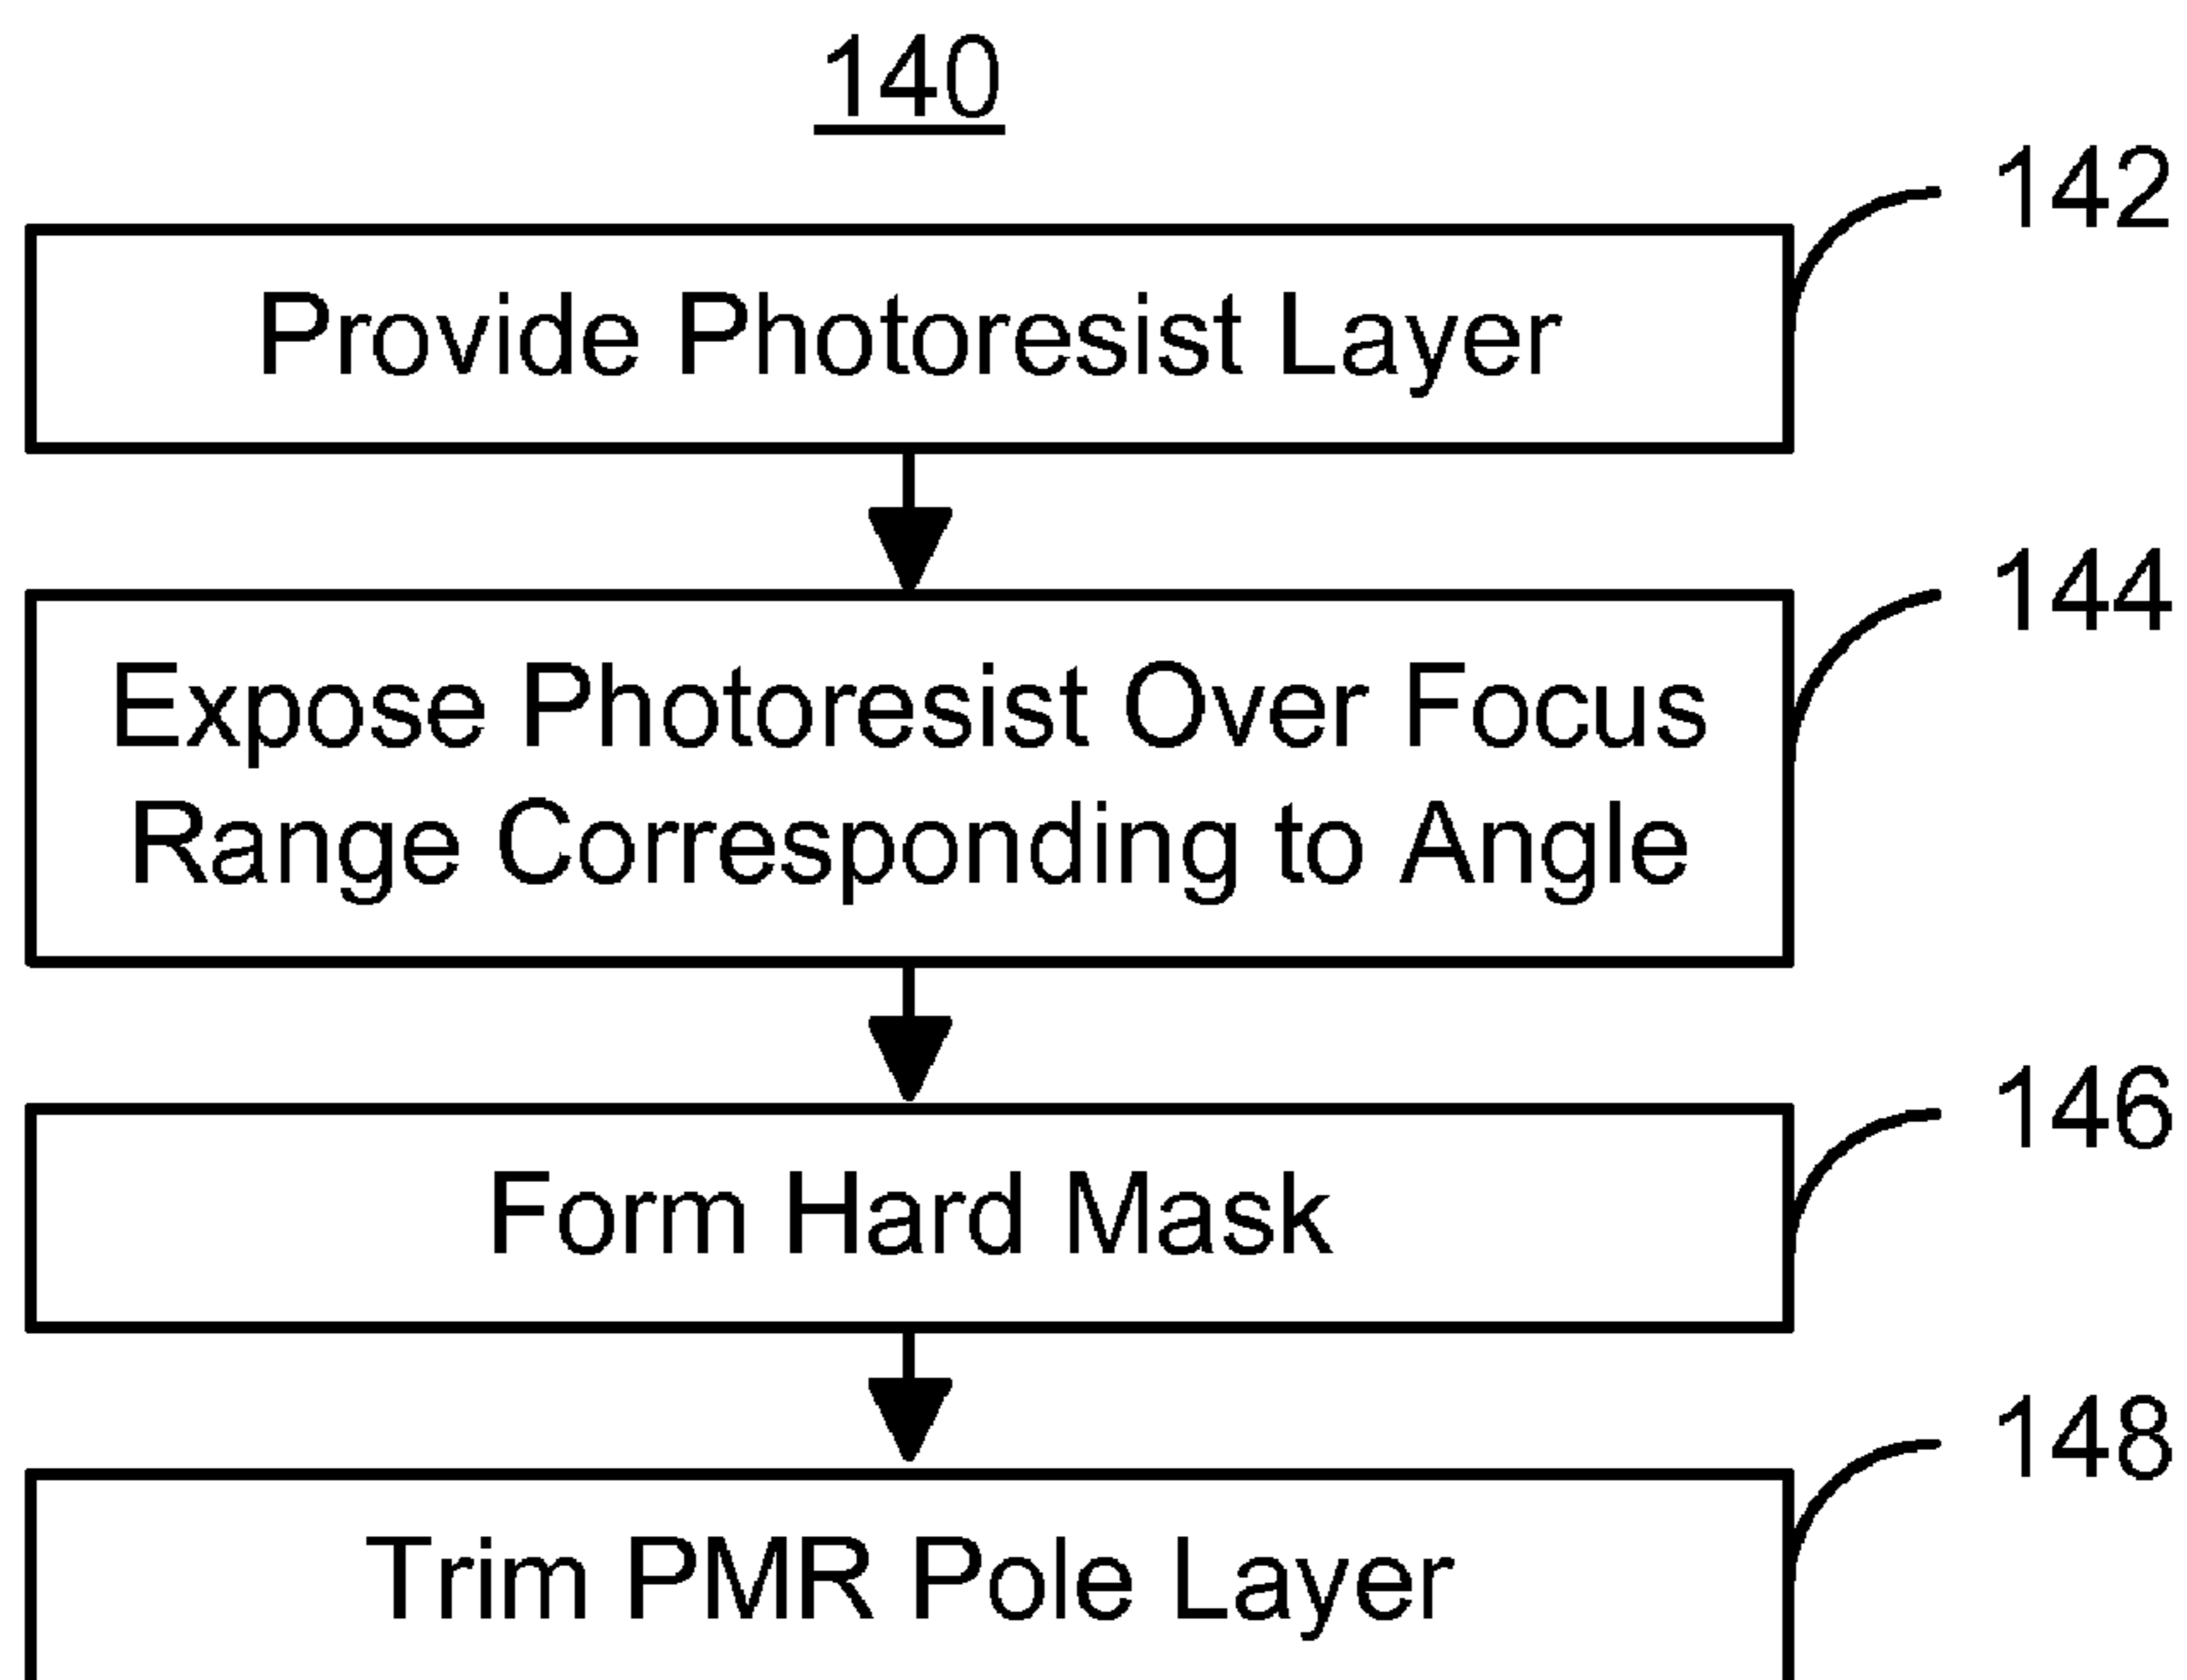 140
142
Provide Photoresist Layer
144
Expose Photoresist Over Focus
Range Corresponding to Angle
146
Form Hard Mask
148
Trim PMR Pole Layer